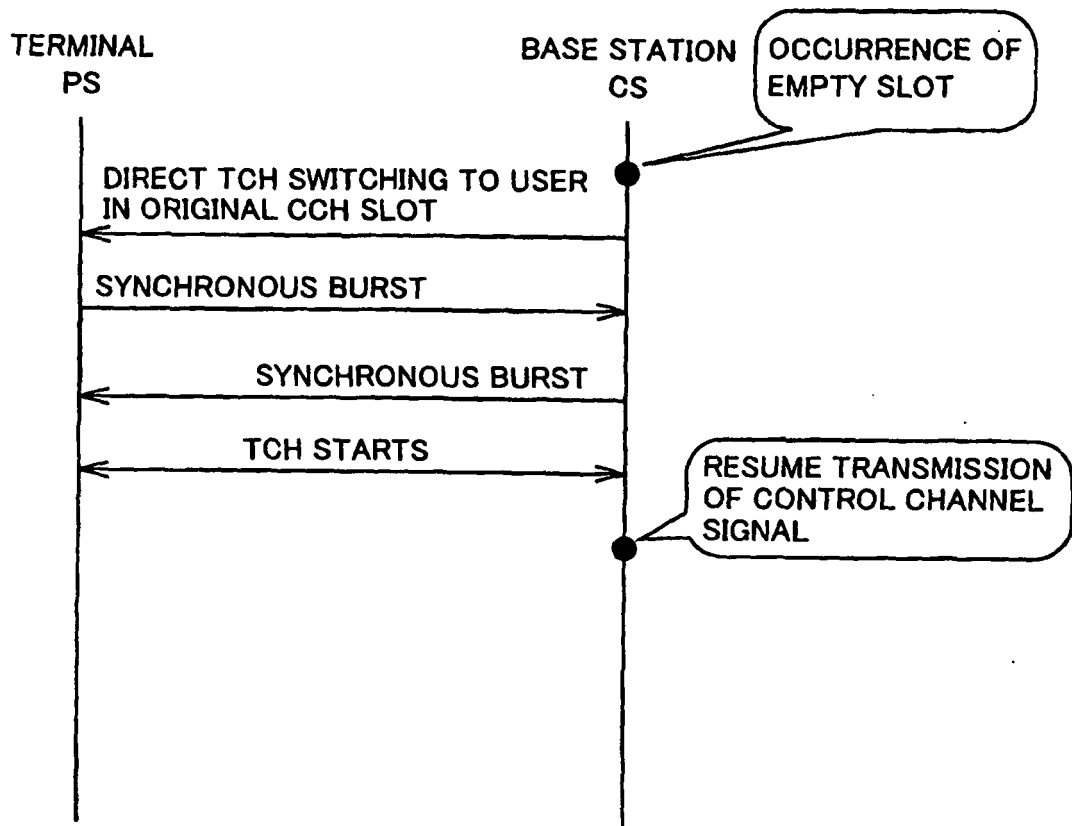 TERMINAL
PS
BASE STATION
CS
OCCURRENCE OF
EMPTY SLOT
DIRECT TCH SWITCHING TO USER
IN ORIGINAL CCH SLOT
SYNCHRONOUS BURST
SYNCHRONOUS BURST
TCH STARTS
RESUME TRANSMISSION
OF CONTROL CHANNEL
SIGNAL